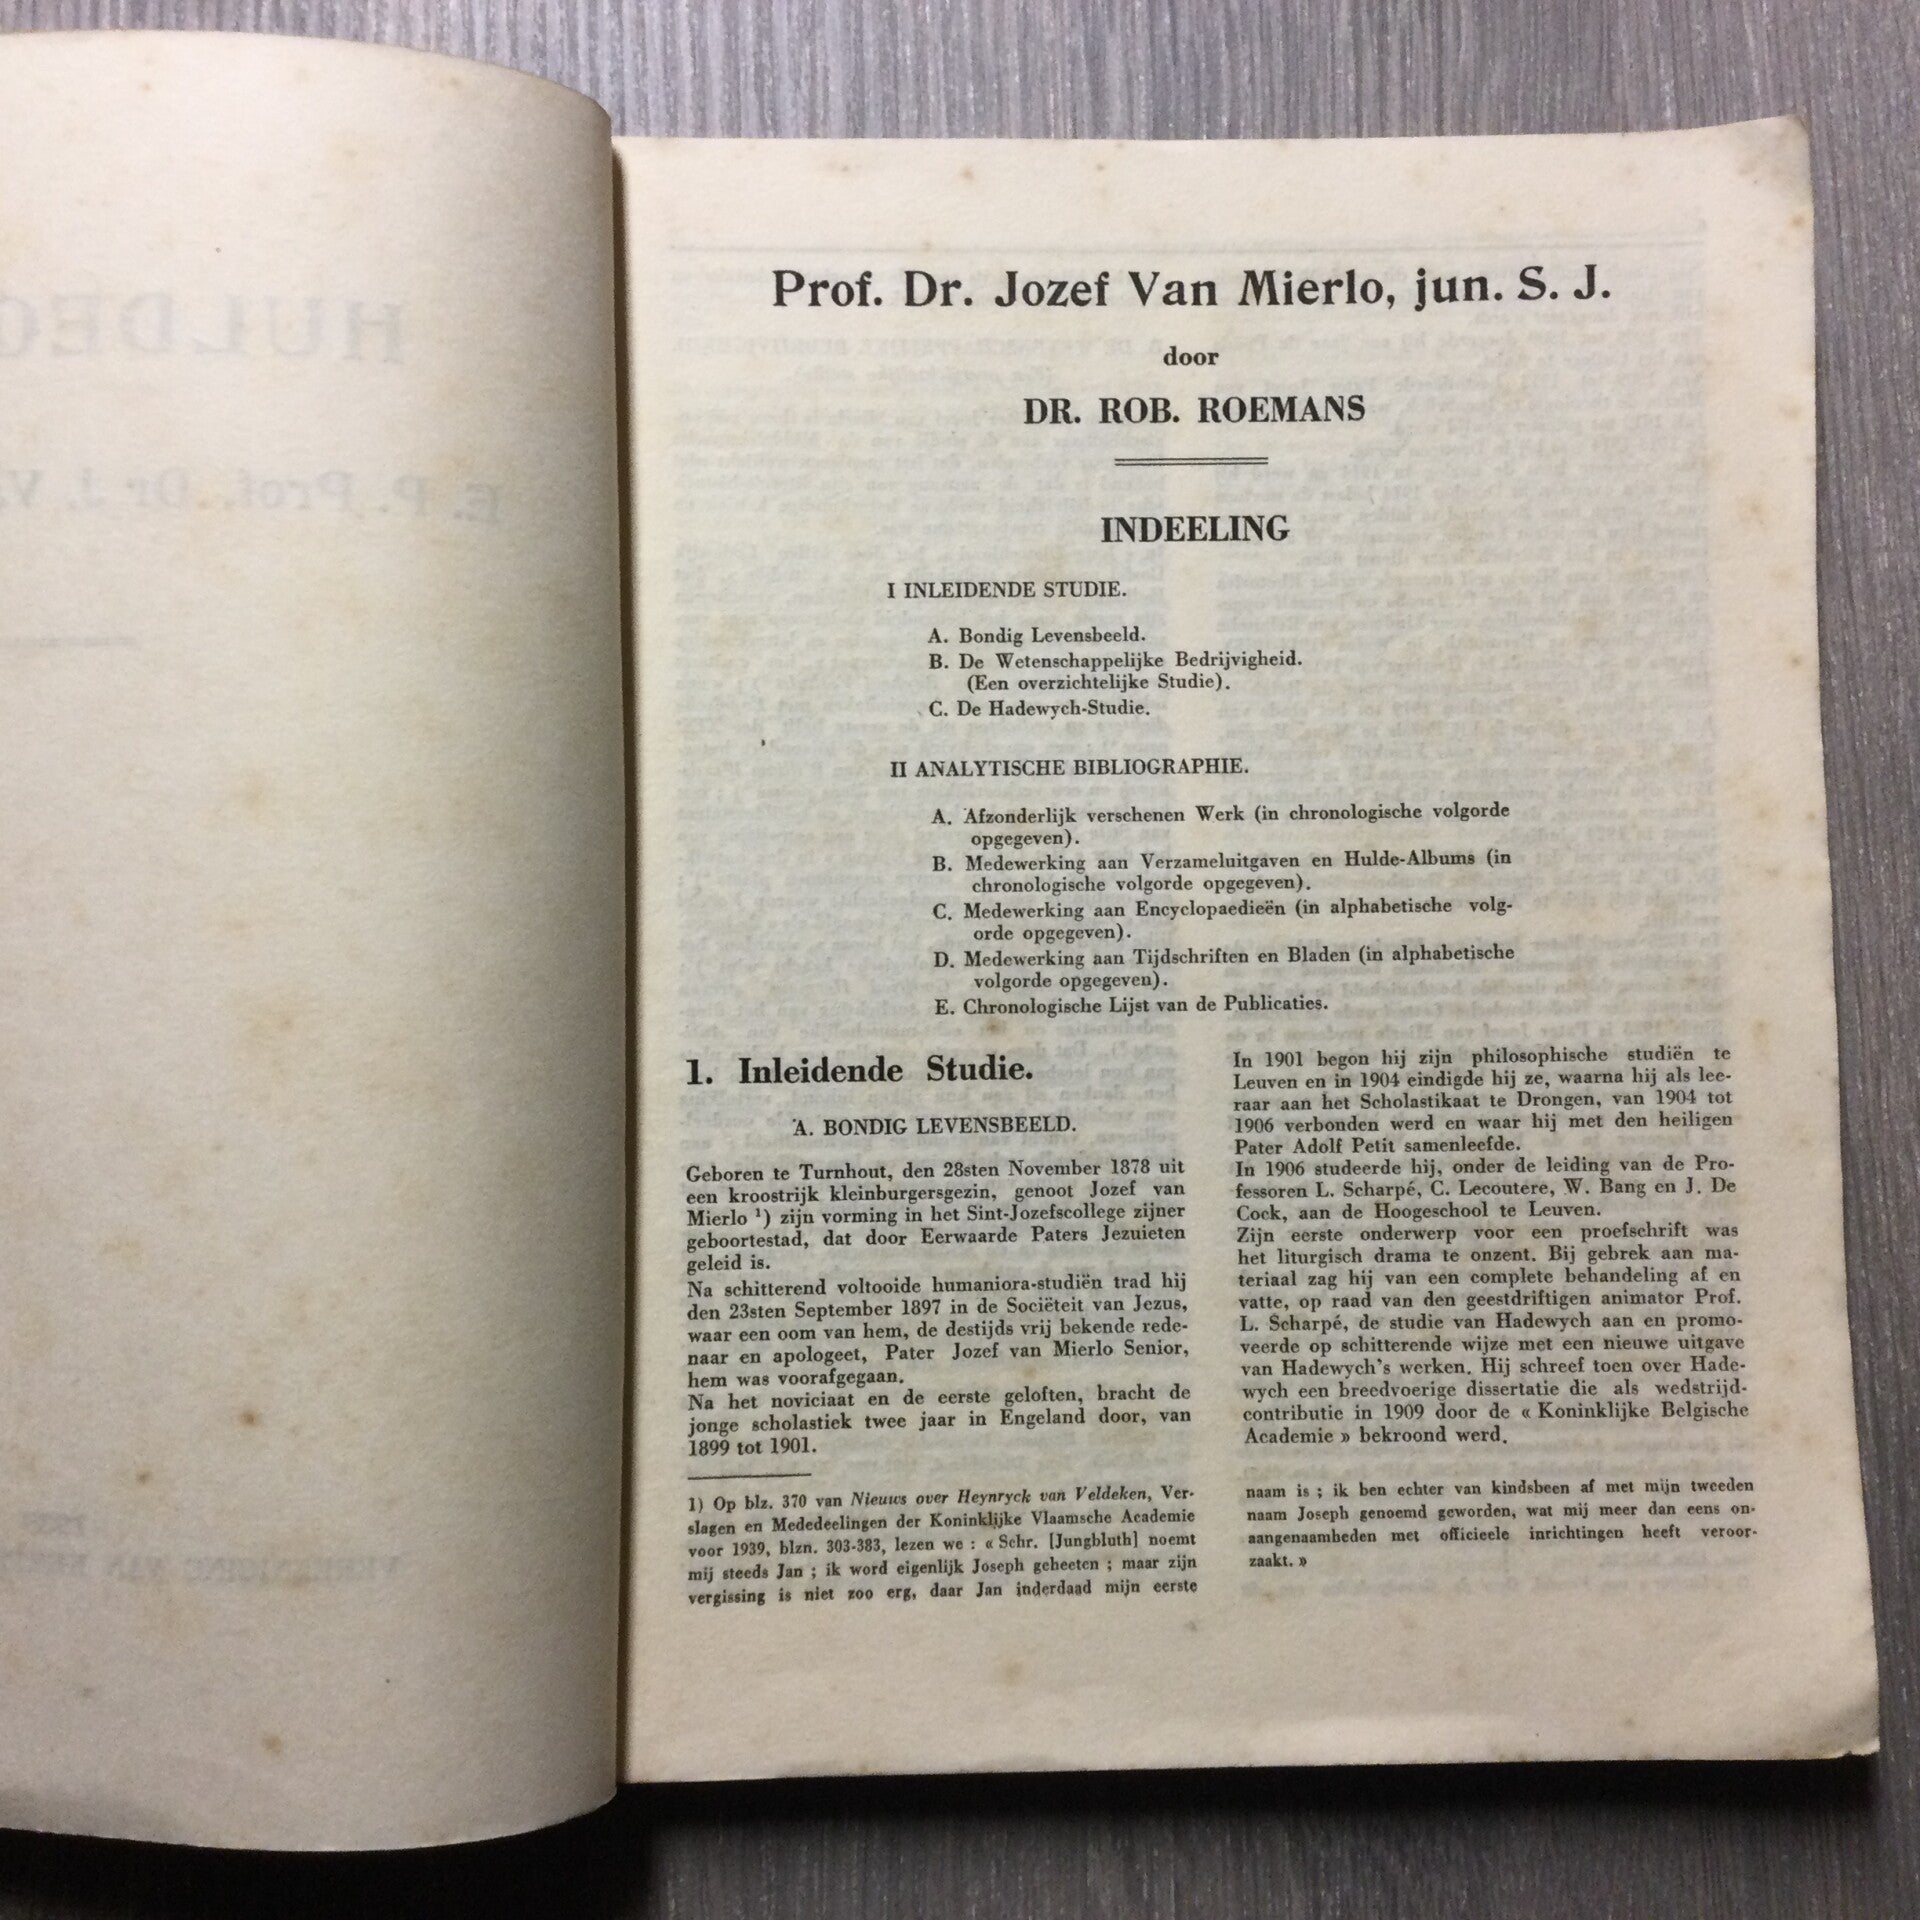 HULDE
E. P. Prof. Dr J. V
Prof. Dr. Jozef Van Mierlo, jun. S. J.
door
DR. ROB. ROEMANS
INDEELING
I INLEIDENDE STUDIE.
A. Bondig Levensbeeld.
B. De Wetenschappelijke Bedrijvigheid.
(Een overzichtelijke Studie).
C. De Hadewych-Studie.
II ANALYTISCHE BIBLIOGRAPHIE.
A. Afzonderlijk verschenen Werk (in chronologische volgorde
opgegeven).
B. Medewerking aan Verzameluitgaven en Hulde-Albums (in
chronologische volgorde opgegeven).
C. Medewerking aan Encyclopaedieën (in alphabetische volg-
orde opgegeven).
D. Medewerking aan Tijdschriften en Bladen (in alphabetische
volgorde opgegeven).
E. Chronologische Lijst van de Publicaties.
1. Inleidende Studie.
A. BONDIG LEVENSBEELD.
Geboren te Turnhout, den 28sten November 1878 uit
een kroostrijk kleinburgersgezin, genoot Jozef van
Mierlo ¹) zijn vorming in het Sint-Jozefscollege zijner
geboortestad, dat door Eerwaarde Paters Jezuieten
geleid is.
Na schitterend voltooide humaniora-studiën trad hij
den 23sten September 1897 in de Sociëteit van Jezus,
waar een oom van hem, de destijds vrij bekende rede-
naar en apologeet, Pater Jozef van Mierlo Senior,
hem was voorafgegaan.
Na het noviciaat en de eerste geloften, bracht de
jonge scholastiek twee jaar in Engeland door, van
1899 tot 1901.
In 1901 begon hij zijn philosophische studiën te
Leuven en in 1904 eindigde hij ze, waarna hij als lee-
raar aan het Scholastikaat te Drongen, van 1904 tot
1906 verbonden werd en waar hij met den heiligen
Pater Adolf Petit samenleefde.
In 1906 studeerde hij, onder de leiding van de Pro-
fessoren L. Scharpé, C. Lecoutere, W. Bang en J. De
Cock, aan de Hoogeschool te Leuven.
Zijn eerste onderwerp voor een proefschrift was
het liturgisch drama te onzent. Bij gebrek aan ma-
teriaal zag hij van een complete behandeling af en
vatte, op raad van den geestdriftigen animator Prof.
L. Scharpé, de studie van Hadewych aan en promo-
veerde op schitterende wijze met een nieuwe uitgave
van Hadewych's werken. Hij schreef toen over Hade-
wych een breedvoerige dissertatie die als wedstrijd-
contributie in 1909 door de « Koninklijke Belgische
Academie » bekroond werd.
1) Op blz. 370 van Nieuws over Heynryck van Veldeken, Ver-
slagen en Mededeelingen der Koninklijke Vlaamsche Academie
voor 1939, blzn. 303-383, lezen we : « Schr. [Jungbluth] noemt
mij steeds Jan ; ik word eigenlijk Joseph geheeten ; maar zijn
vergissing is niet zoo erg, daar Jan inderdaad mijn eerste
naam is ; ik ben echter van kindsbeen af met mijn tweeden
naam Joseph genoemd geworden, wat mij meer dan eens on-
aangenaamheden met officieele inrichtingen heeft veroor-
zaakt. »